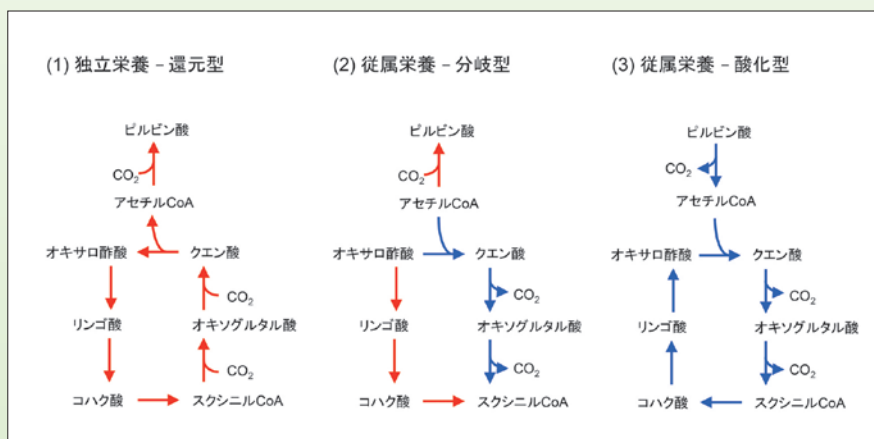 (1) 独立栄養 – 還元型
ピルビン酸
CO2
アセチルCoA
オキサロ酢酸
クエン酸
CO2
リンゴ酸
オキソグルタル酸
CO2
コハク酸
スクシニルCoA
(2) 従属栄養 – 分岐型
ピルビン酸
CO2
アセチルCoA
オキサロ酢酸
クエン酸
CO2
リンゴ酸
オキソグルタル酸
CO2
コハク酸
スクシニルCoA
(3) 従属栄養 – 酸化型
ピルビン酸
CO2
アセチルCoA
オキサロ酢酸
クエン酸
CO2
リンゴ酸
オキソグルタル酸
CO2
コハク酸
スクシニルCoA